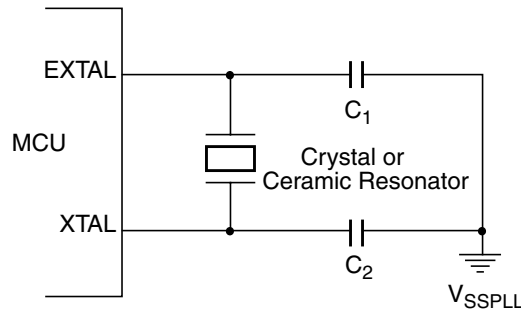 EXTAL
C1
MCU
Crystal or
Ceramic Resonator
XTAL
C2
VSSPLL